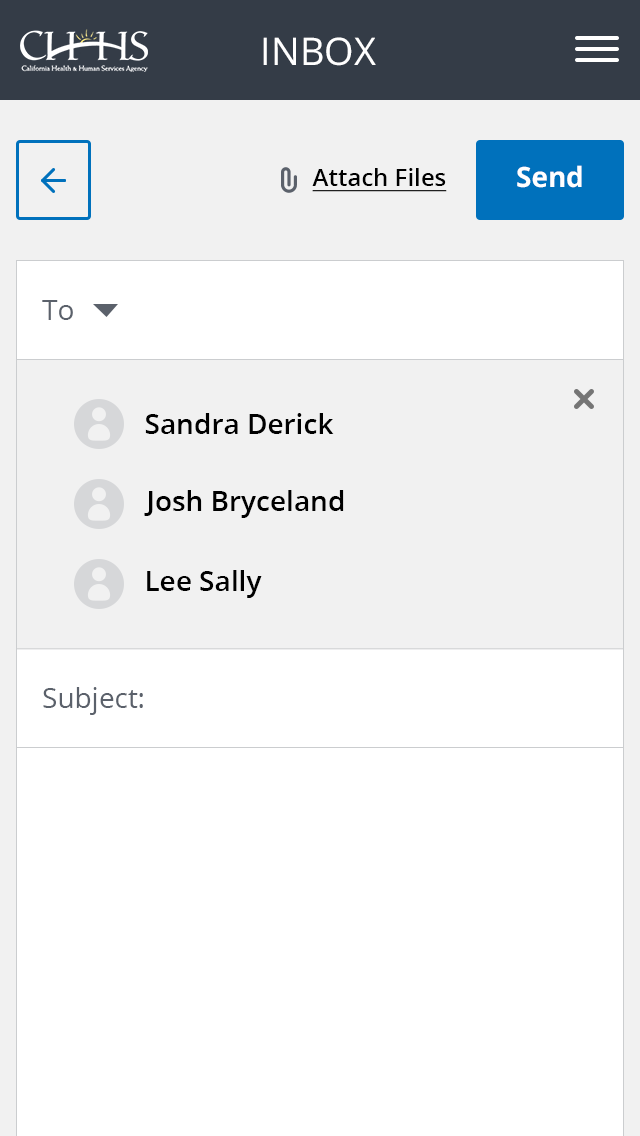 CHHS
California Health & Human Services Agency
INBOX
Attach Files
Send
To
Sandra Derick
Josh Bryceland
Lee Sally
Subject: